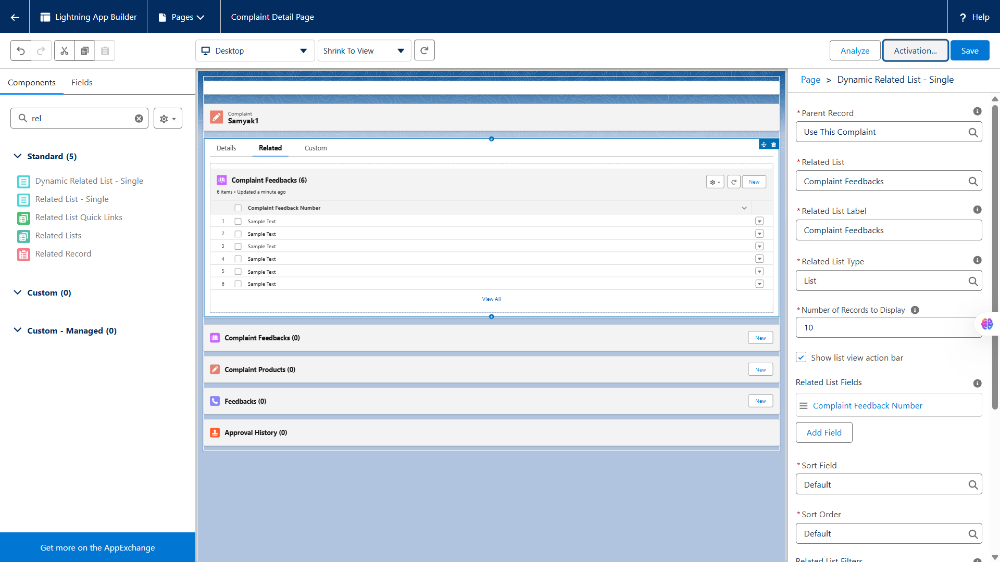 Lightning App Builder
Pages
Complaint Detail Page
? Help
Desktop
Shrink To View
Analyze
Activation...
Save
Components
Fields
rel
Standard (5)
Dynamic Related List - Single
Related List - Single
Related List Quick Links
Related Lists
Related Record
Custom (0)
Custom - Managed (0)
Get more on the AppExchange
Complaint
Samyak1
Details
Related
Custom
Complaint Feedbacks (6)
6 items • Updated a minute ago
New
Complaint Feedback Number
1 Sample Text
2 Sample Text
3 Sample Text
4 Sample Text
5 Sample Text
6 Sample Text
View All
Complaint Feedbacks (0)
New
Complaint Products (0)
New
Feedbacks (0)
New
Approval History (0)
Page > Dynamic Related List - Single
*Parent Record
Use This Complaint
*Related List
Complaint Feedbacks
*Related List Label
Complaint Feedbacks
*Related List Type
List
*Number of Records to Display
10
Show list view action bar
Related List Fields
Complaint Feedback Number
Add Field
*Sort Field
Default
*Sort Order
Default
Related List Filters